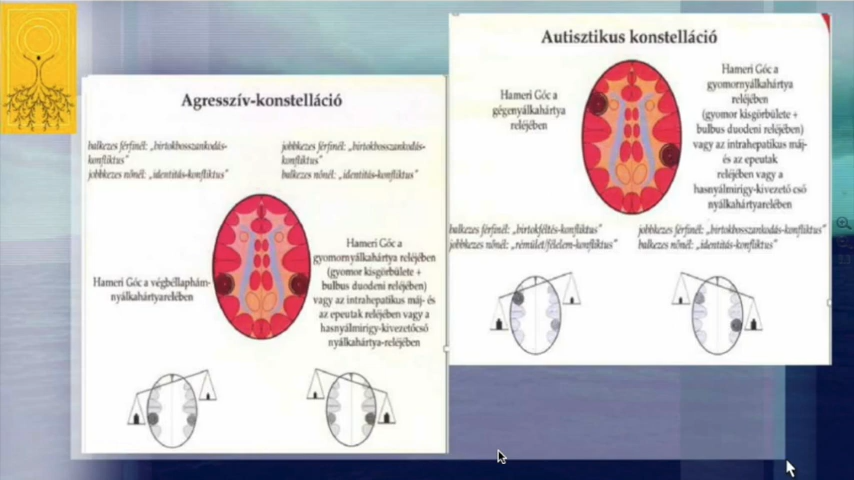 Agresszív-konstelláció
balkezes férfinél: „birtokbosszankodás-
konfliktus"
jobbkezes nőnél: „identitás-konfliktus"
jobbkezes férfinél: „birtokbosszankodás-
konfliktus"
balkezes nőnél: „identitás-konfliktus"
Hameri Góc a végbéllaphám-
nyálkahártyareléjében
Hameri Góc a
gyomornyálkahártya reléjében
(gyomor kisgörbülete +
bulbus duodeni reléjében)
vagy az intrahepatikus máj- és
az epeutak reléjében vagy a
hasnyálmirigy-kivezetőcső
nyálkahártya-reléjében
Autisztikus konstelláció
Hameri Góc a
gégenyálkahártya
reléjében
Hameri Góc a
gyomornyálkahártya
reléjében
(gyomor kisgörbülete +
bulbus duodeni reléjében)
vagy az intrahepatikus máj-
és az epeutak
reléjében vagy a
hasnyálmirigy-kivezető cső
nyálkahártyareléjében
balkezes férfinél: „birtokféltés-konfliktus"
jobbkezes nőnél: „rémület/félelem-konfliktus"
jobbkezes férfinél: „birtokbosszankodás-konfliktus"
balkezes nőnél: „identitás-konfliktus"